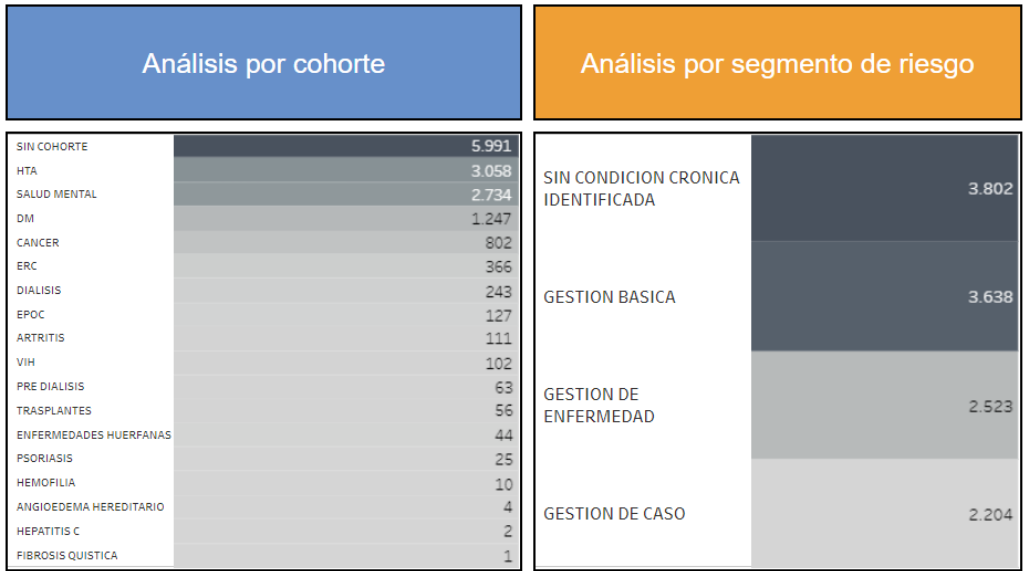 Análisis por cohorte
Análisis por segmento de riesgo
SIN COHORTE 5.991
HTA 3.058
SALUD MENTAL 2.734
DM 1.247
CANCER 802
ERC 366
DIALISIS 243
EPOC 127
ARTRITIS 111
VIH 102
PRE DIALISIS 63
TRASPLANTES 56
ENFERMEDADES HUERFANAS 44
PSORIASIS 25
HEMOFILIA 10
ANGIOEDEMA HEREDITARIO 4
HEPATITIS C 2
FIBROSIS QUISTICA 1
SIN CONDICION CRONICA
IDENTIFICADA
3.802
GESTION BASICA 3.638
GESTION DE
ENFERMEDAD
2.523
GESTION DE CASO 2.204